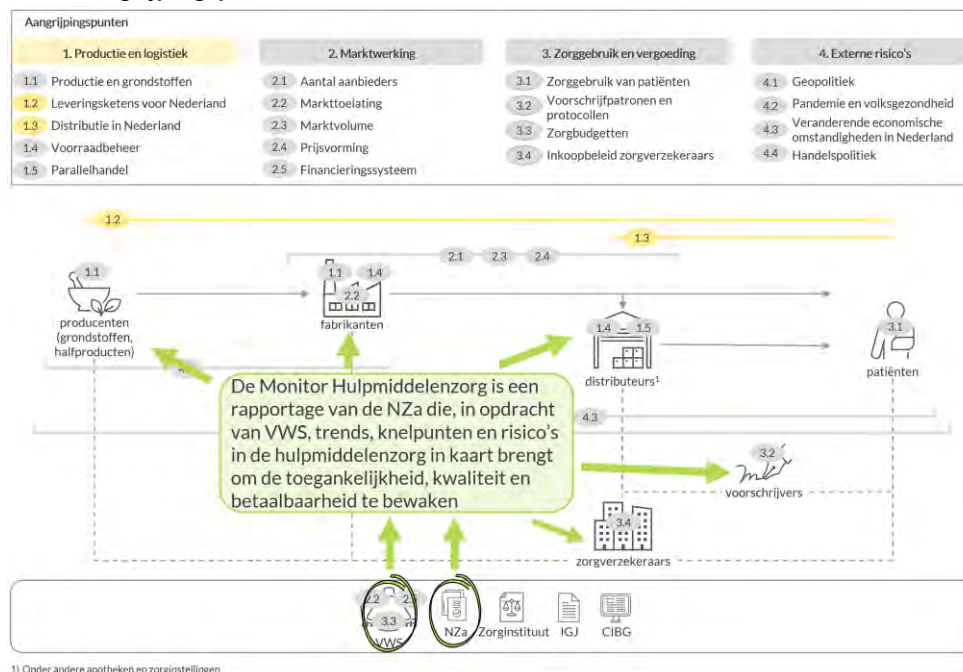 Aangrijpingspunten
1. Productie en logistiek
1.1 Productie en grondstoffen
1.2 Leveringsketens voor Nederland
1.3 Distributie in Nederland
1.4 Voorraadbeheer
1.5 Parallelhandel
2. Marktwerking
2.1 Aantal aanbieders
2.2 Markttoelating
2.3 Marktvolume
2.4 Prijsvorming
2.5 Financieringssysteem
3. Zorggebruik en vergoeding
3.1 Zorggebruik van patiënten
3.2 Voorschrijfpatronen en
protocollen
3.3 Zorgbudgetten
3.4 Inkoopbeleid zorgverzekeraars
4. Externe risico's
4.1 Geopolitiek
4.2 Pandemie en volksgezondheid
4.3 Veranderende economische
omstandigheden in Nederland
4.4 Handelspolitiek
1.2
1.3
2.1 2.3 2.4
1.1
producenten
(grondstoffen,
halfproducten)
1.1 1.4
2.2
fabrikanten
1.4 1.5
distributeurs¹
3.1
patiënten
De Monitor Hulpmiddelenzorg is een
rapportage van de NZa die, in opdracht
van VWS, trends, knelpunten en risico's
in de hulpmiddelenzorg in kaart brengt
om de toegankelijkheid, kwaliteit en
betaalbaarheid te bewaken
4.3
3.2
voorschrijvers
3.4
zorgverzekeraars
2.2
3.3
VWS
NZa
Zorginstituut
IGJ
CIBG
1) Onder andere apotheken en zorginstellingen